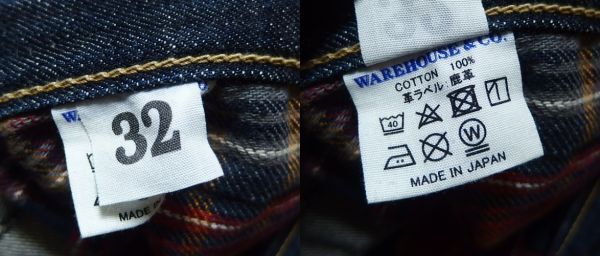 32
MADE IN
WAREHOUSE & CO.
COTTON 100%
革ラベル:鹿革
40
W
MADE IN JAPAN